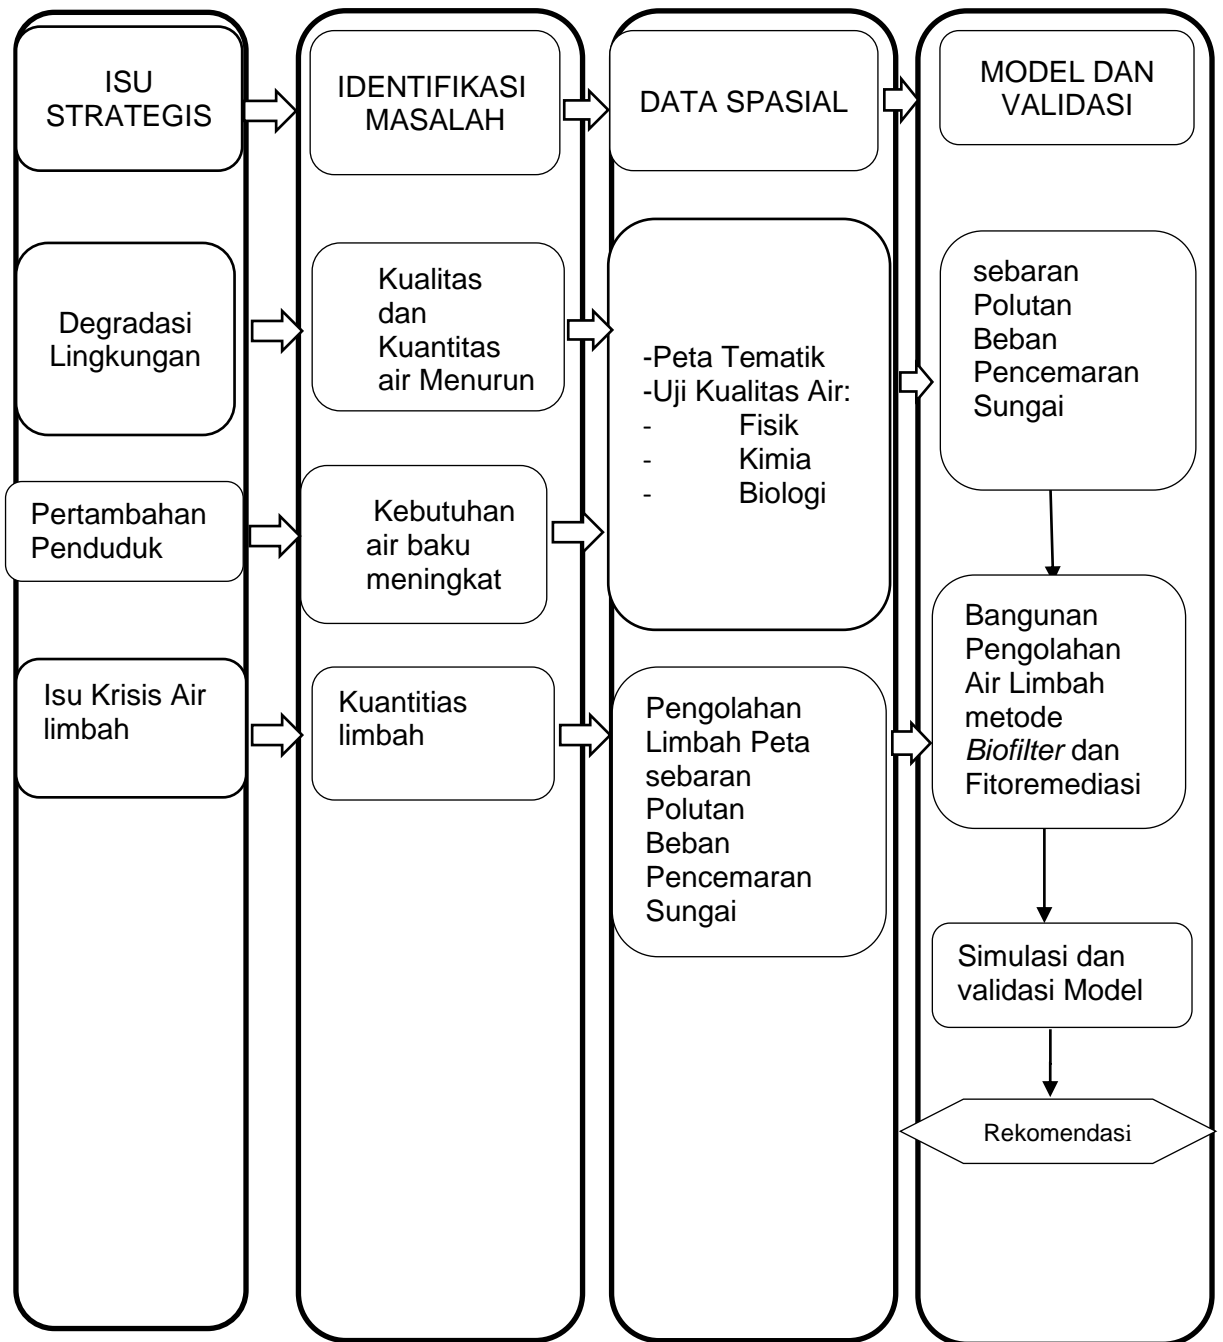 ISU
STRATEGIS
IDENTIFIKASI
MASALAH
DATA SPASIAL
MODEL DAN
VALIDASI
Degradasi
Lingkungan
Kualitas
dan
Kuantitas
air Menurun
-Peta Tematik
-Uji Kualitas Air:
- Fisik
- Kimia
- Biologi
sebaran
Polutan
Beban
Pencemaran
Sungai
Pertambahan
Penduduk
Kebutuhan
air baku
meningkat
Bangunan
Pengolahan
Air Limbah
metode
Biofilter dan
Fitoremediasi
Isu Krisis Air
limbah
Kuantitias
limbah
Pengolahan
Limbah Peta
sebaran
Polutan
Beban
Pencemaran
Sungai
Simulasi dan
validasi Model
Rekomendasi